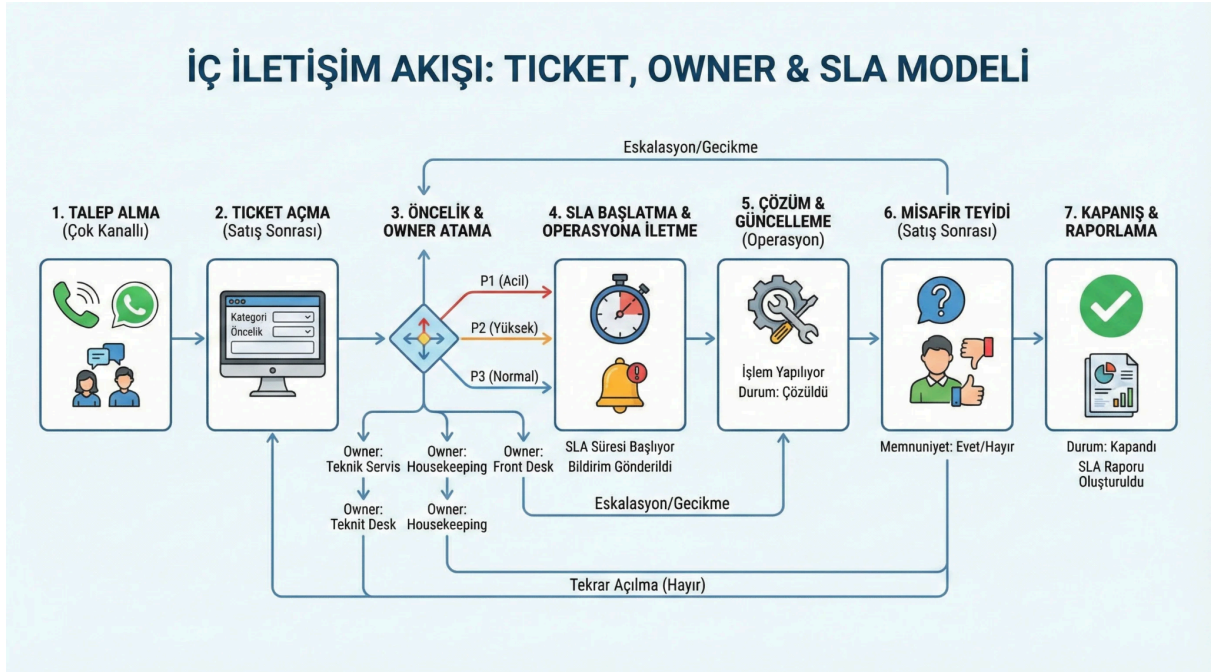 İÇ İLETİŞİM AKIŞI: TICKET, OWNER & SLA MODELİ
Eskalasyon/Gecikme
1. TALEP ALMA
(Çok Kanallı)
2. TICKET AÇMA
(Satış Sonrası)
3. ÖNCELİK &
OWNER ATAMA
4. SLA BAŞLATMA &
OPERASYONA İLETME
5. ÇÖZÜM &
GÜNCELLEME
(Operasyon)
6. MİSAFİR TEYİDİ
(Satış Sonrası)
7. KAPANIŞ &
RAPORLAMA
Kategori
Öncelik
P1 (Acil)
P2 (Yüksek)
P3 (Normal)
İşlem Yapılıyor
Durum: Çözüldü
Owner:
Teknik Servis
Owner:
Housekeeping
Owner:
Front Desk
SLA Süresi Başlıyor
Bildirim Gönderildi
Memnuniyet: Evet/Hayır
Durum: Kapandı
SLA Raporu
Oluşturuldu
Owner:
Teknit Desk
Owner:
Housekeeping
Eskalasyon/Gecikme
Tekrar Açılma (Hayır)